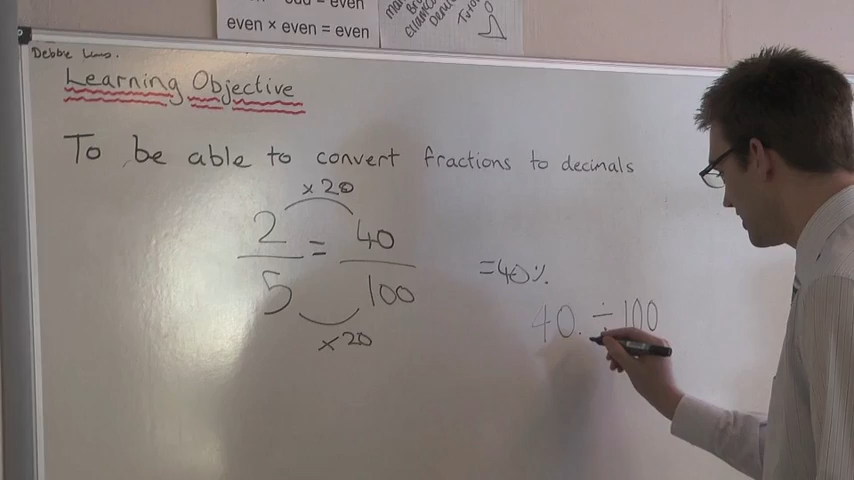 even × even = even
Debbie
Learning Objective
To be able to convert fractions to decimals
×20
2/5 = 40/100
×20
=40%
40. ÷ 100